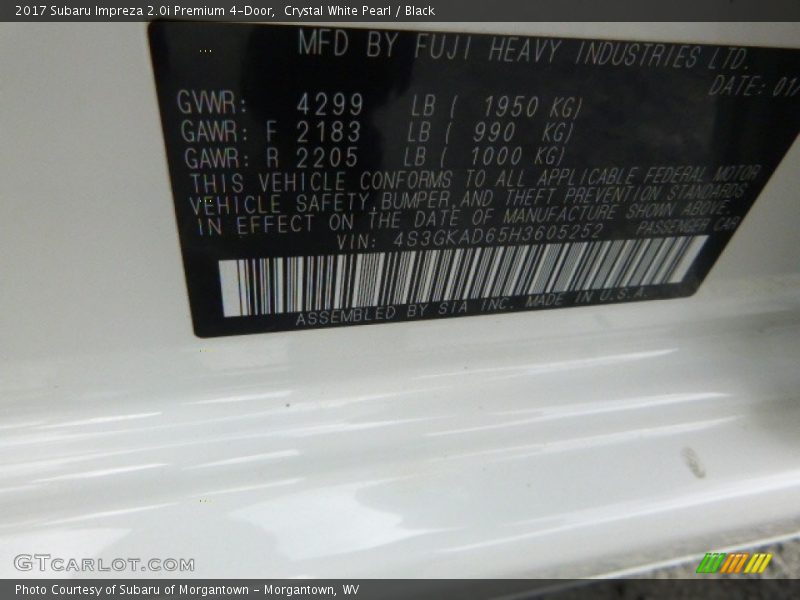 2017 Subaru Impreza 2.0i Premium 4-Door, Crystal White Pearl / Black
MFD BY FUJI HEAVY INDUSTRIES LTD.
DATE: 01/
GVWR: 4299 LB ( 1950 KG)
GAWR: F 2183 LB ( 990 KG)
GAWR: R 2205 LB ( 1000 KG)
THIS VEHICLE CONFORMS TO ALL APPLICABLE FEDERAL MOTOR
VEHICLE SAFETY, BUMPER, AND THEFT PREVENTION STANDARDS
IN EFFECT ON THE DATE OF MANUFACTURE SHOWN ABOVE.
VIN: 4S3GKAD65H3605252 PASSENGER CAR
ASSEMBLED BY SIA INC. MADE IN U.S.A.
GTCARLOT.COM
Photo Courtesy of Subaru of Morgantown - Morgantown, WV